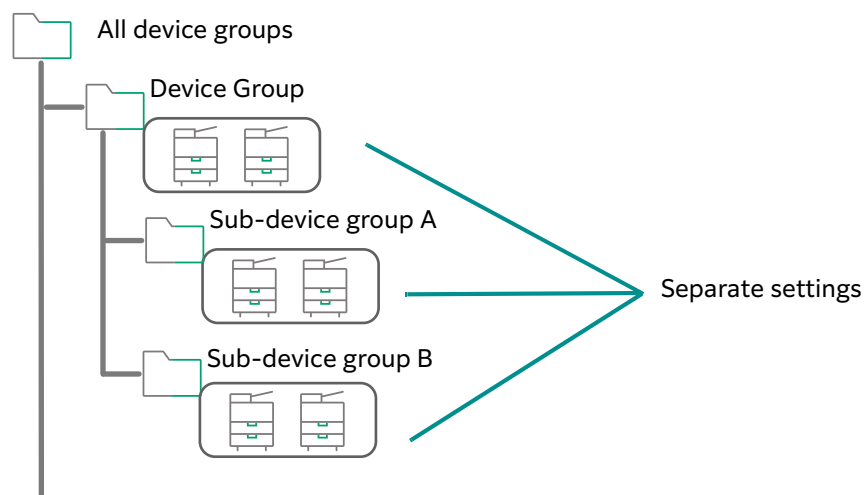 All device groups
Device Group
Sub-device group A
Separate settings
Sub-device group B